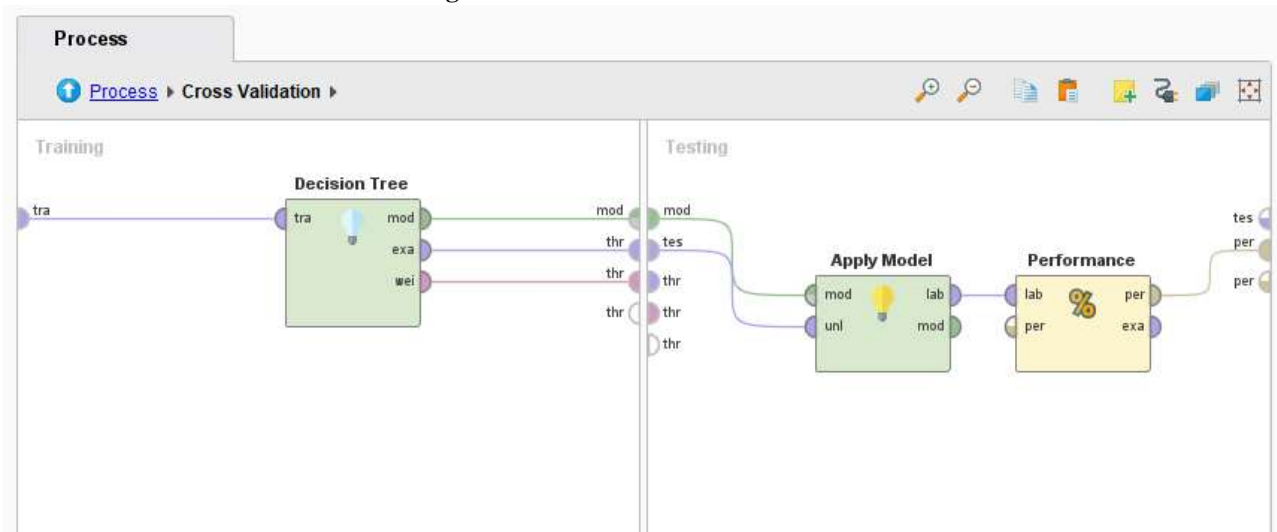 Process
Process Cross Validation
Training
Testing
Decision Tree
tra
tra
mod
exa
wei
mod
thr
thr
thr
mod
tes
thr
thr
thr
Apply Model
mod
unl
lab
mod
Performance
lab
per
per
exa
tes
per
per